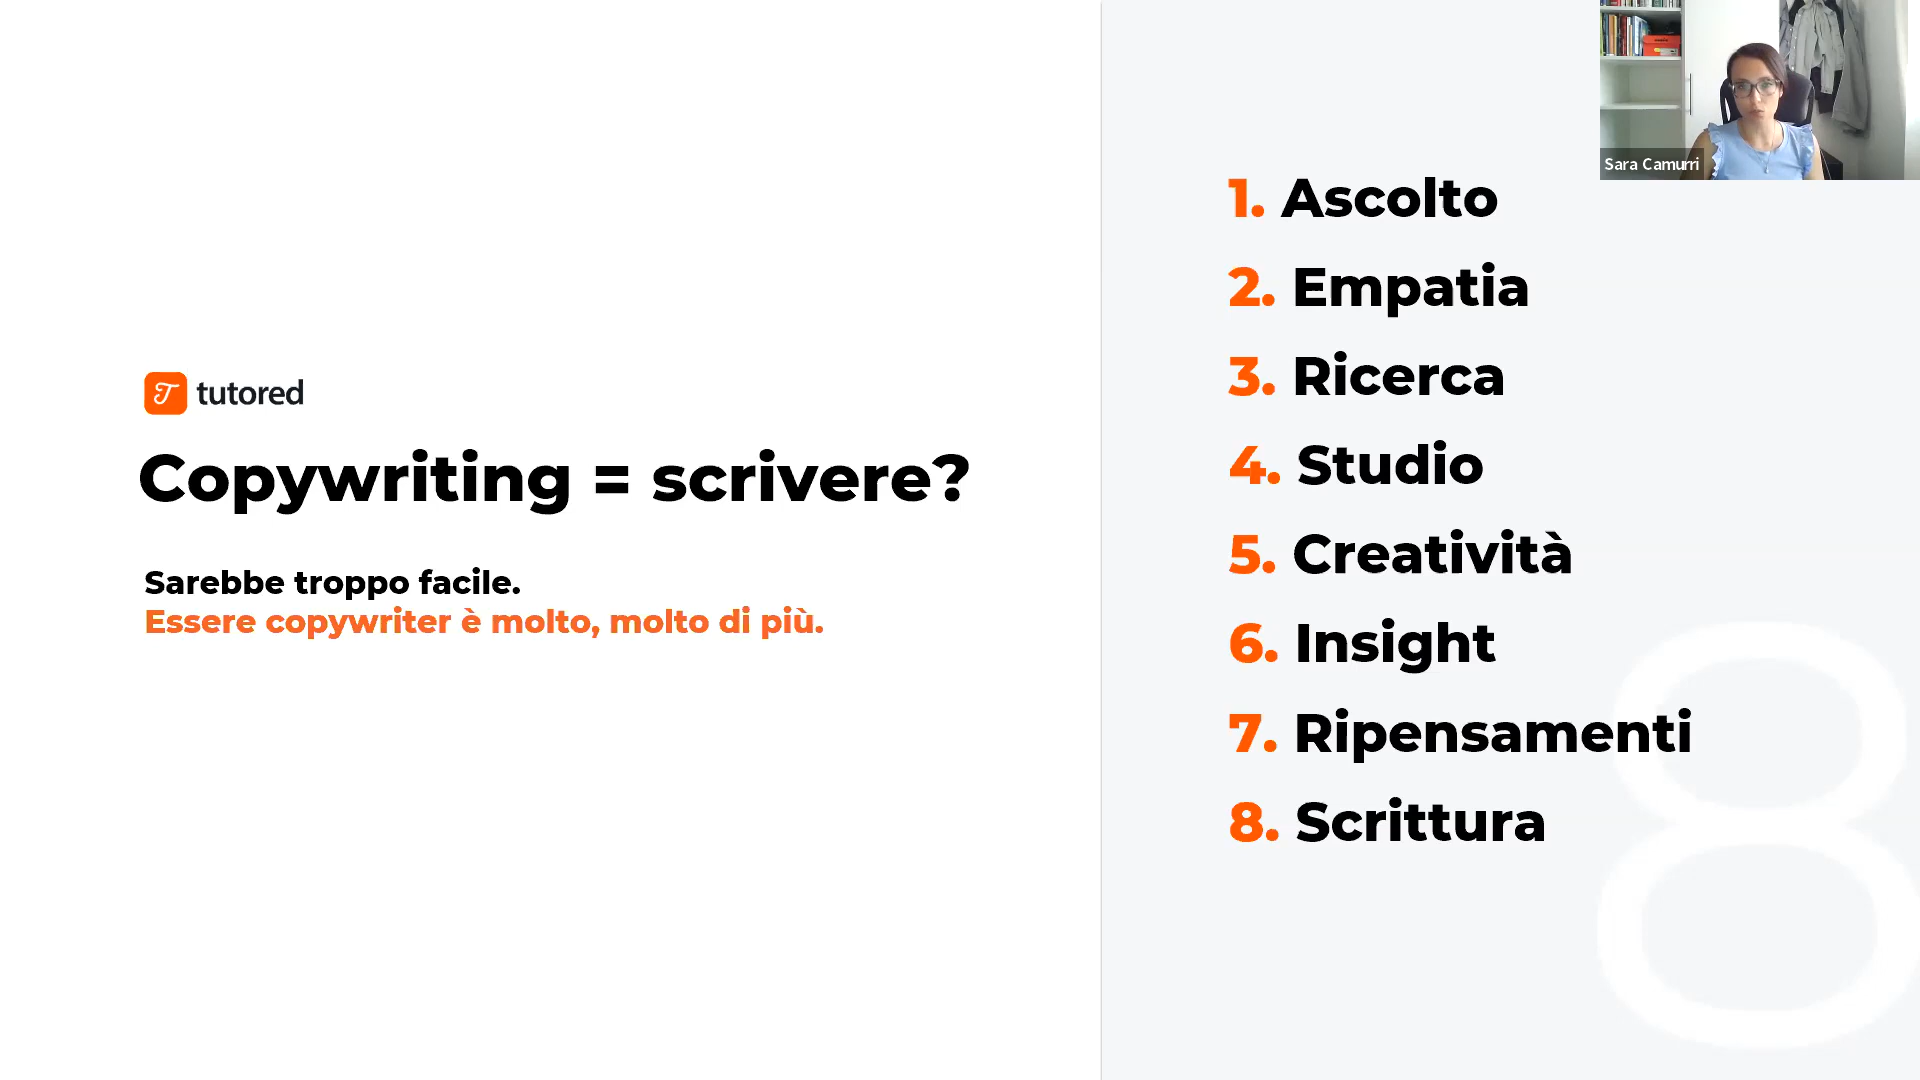 tutored
Copywriting = scrivere?
Sarebbe troppo facile.
Essere copywriter è molto, molto di più.
1. Ascolto
2. Empatia
3. Ricerca
4. Studio
5. Creatività
6. Insight
7. Ripensamenti
8. Scrittura
8
Sara Camurri